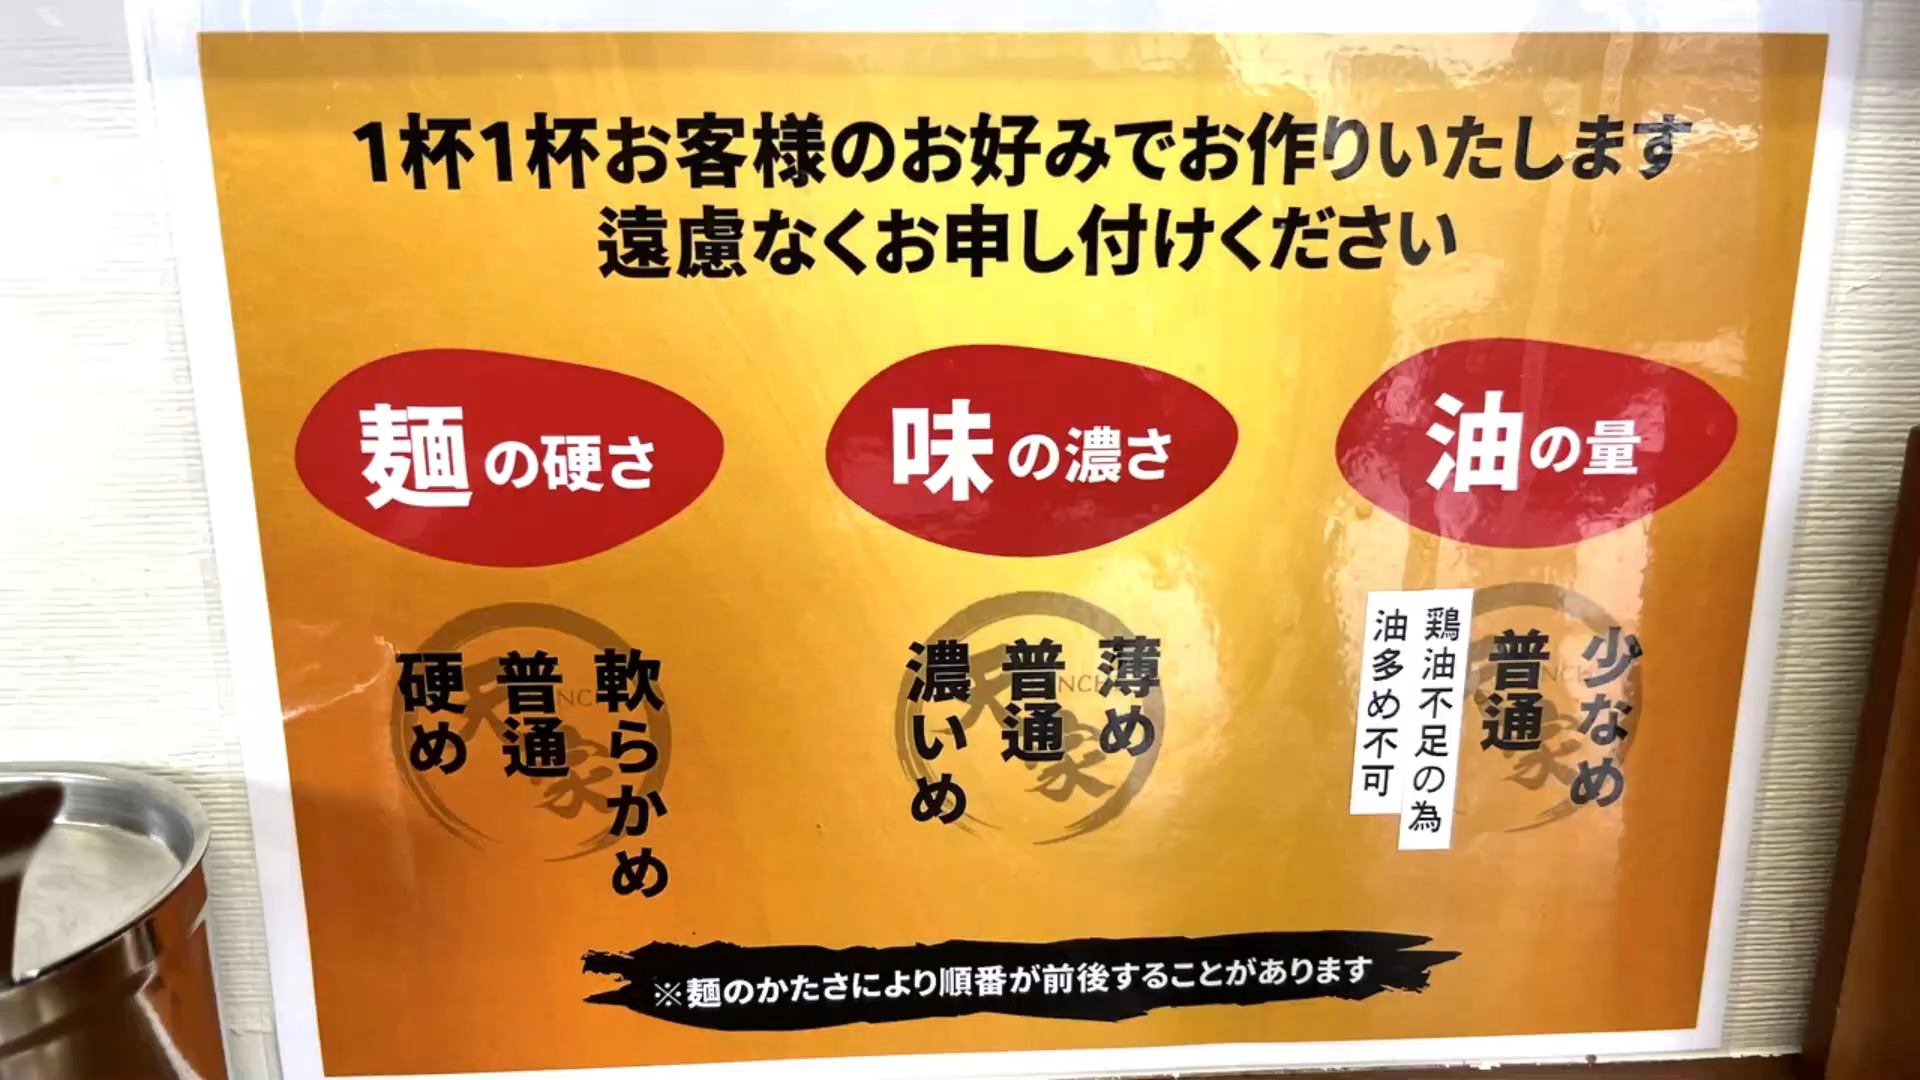 1杯1杯お客様のお好みでお作りいたします
遠慮なくお申し付けください
麺の硬さ
軟らかめ
普通
硬め
味の濃さ
薄め
普通
濃いめ
油の量
少なめ
普通
鶏油不足の為
油多め不可
※麺のかたさにより順番が前後することがあります